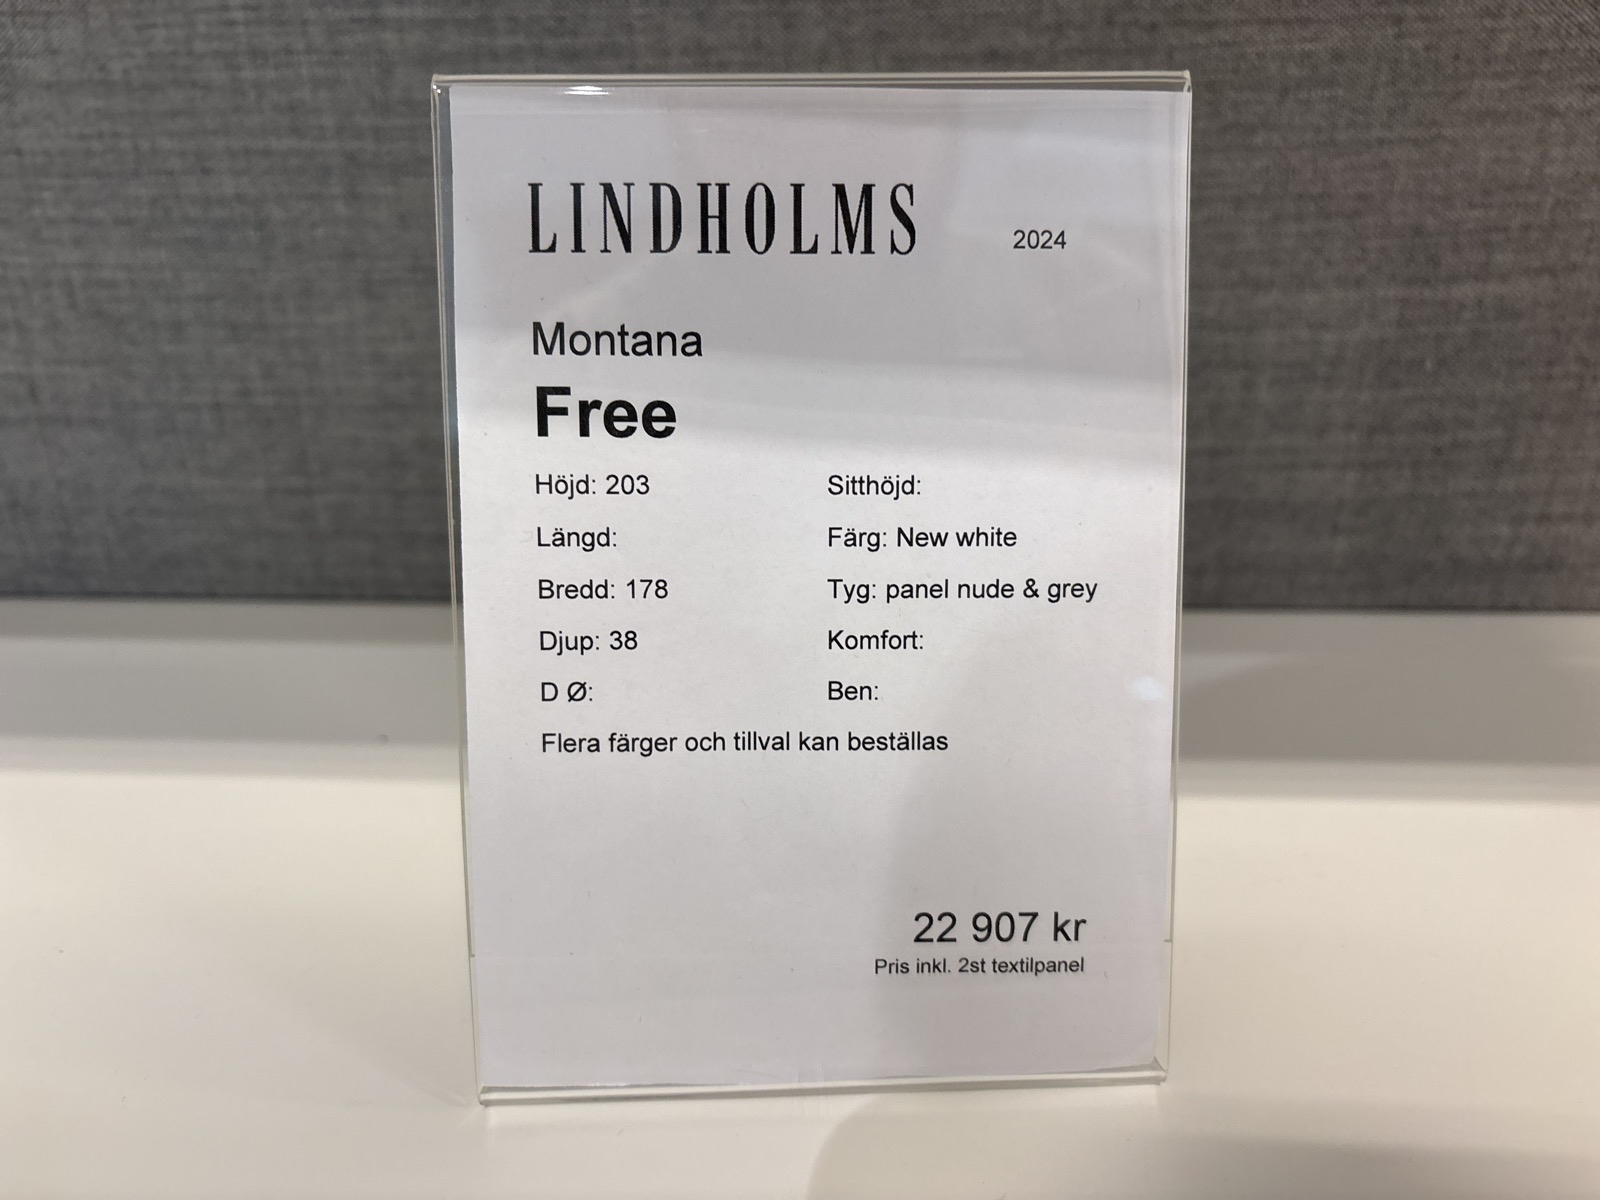 LINDHOLMS 2024
Montana
Free
Höjd: 203 Sitthöjd:
Längd: Färg: New white
Bredd: 178 Tyg: panel nude & grey
Djup: 38 Komfort:
D Ø: Ben:
Flera färger och tillval kan beställas
22 907 kr
Pris inkl. 2st textilpanel